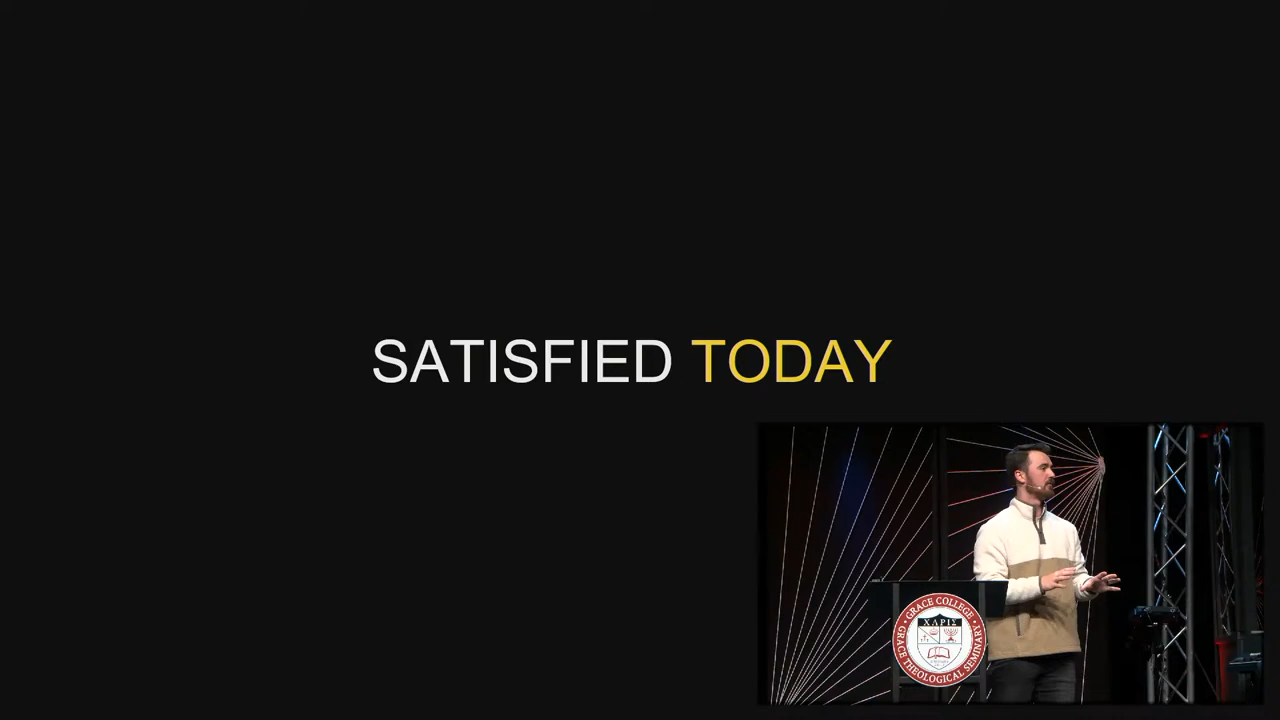 SATISFIED TODAY
GRACE COLLEGE
ΧΑΡΙΣ
GRACE THEOLOGICAL SEMINARY